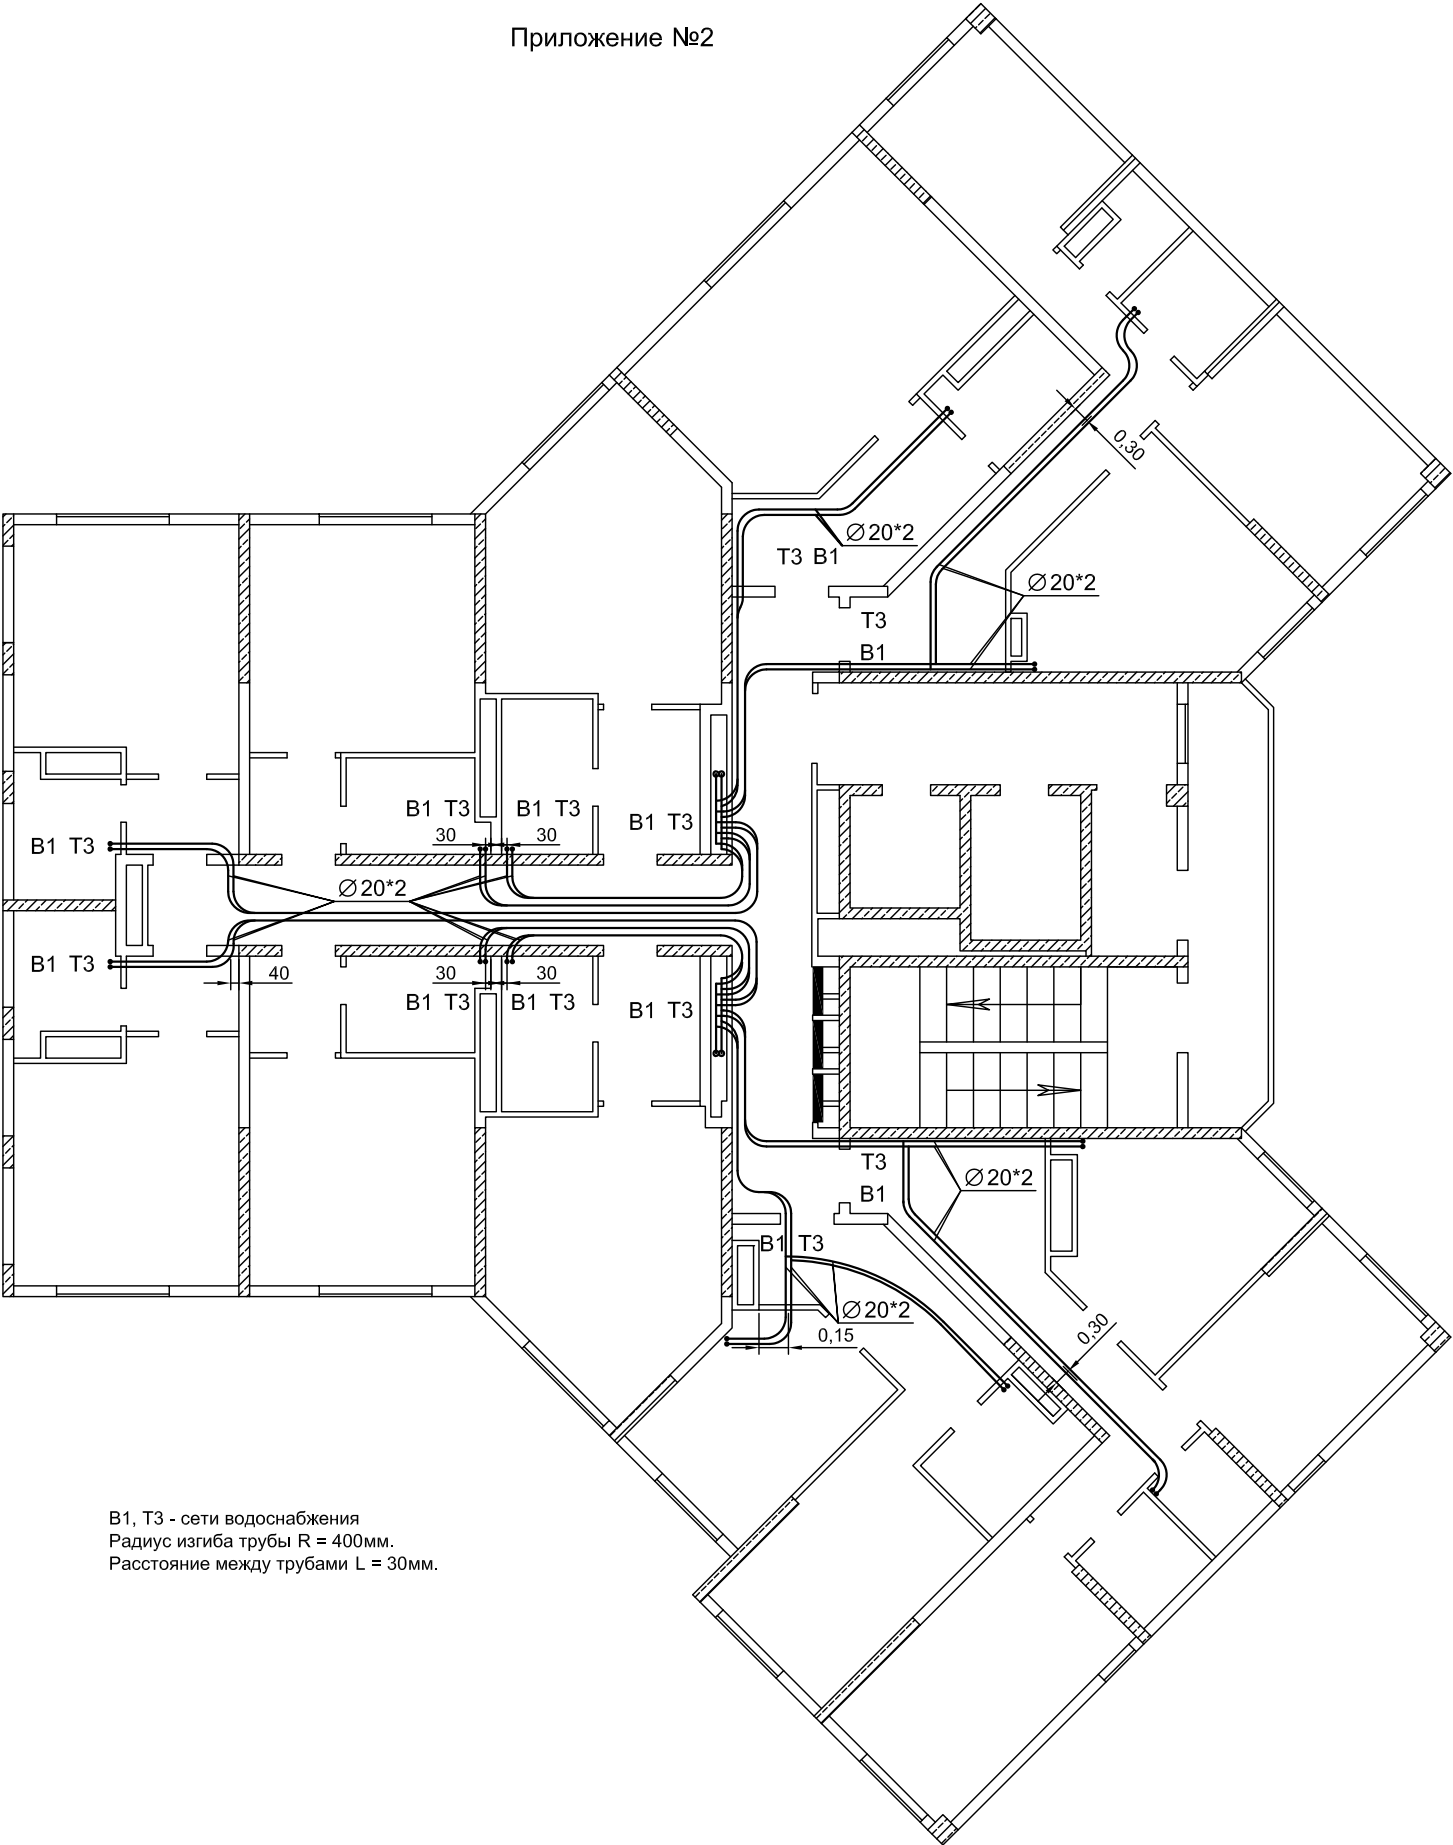 Приложение №2
0,30
Ø20*2
Т3 В1
Ø20*2
Т3
В1
В1 Т3
В1 Т3
В1 Т3
30
30
В1 Т3
Ø20*2
В1 Т3
40
30
30
В1 Т3
В1 Т3
В1 Т3
Т3
В1
Ø20*2
В1 Т3
Ø20*2
0,15
0,30
В1, Т3 - сети водоснабжения
Радиус изгиба трубы R = 400мм.
Расстояние между трубами L = 30мм.